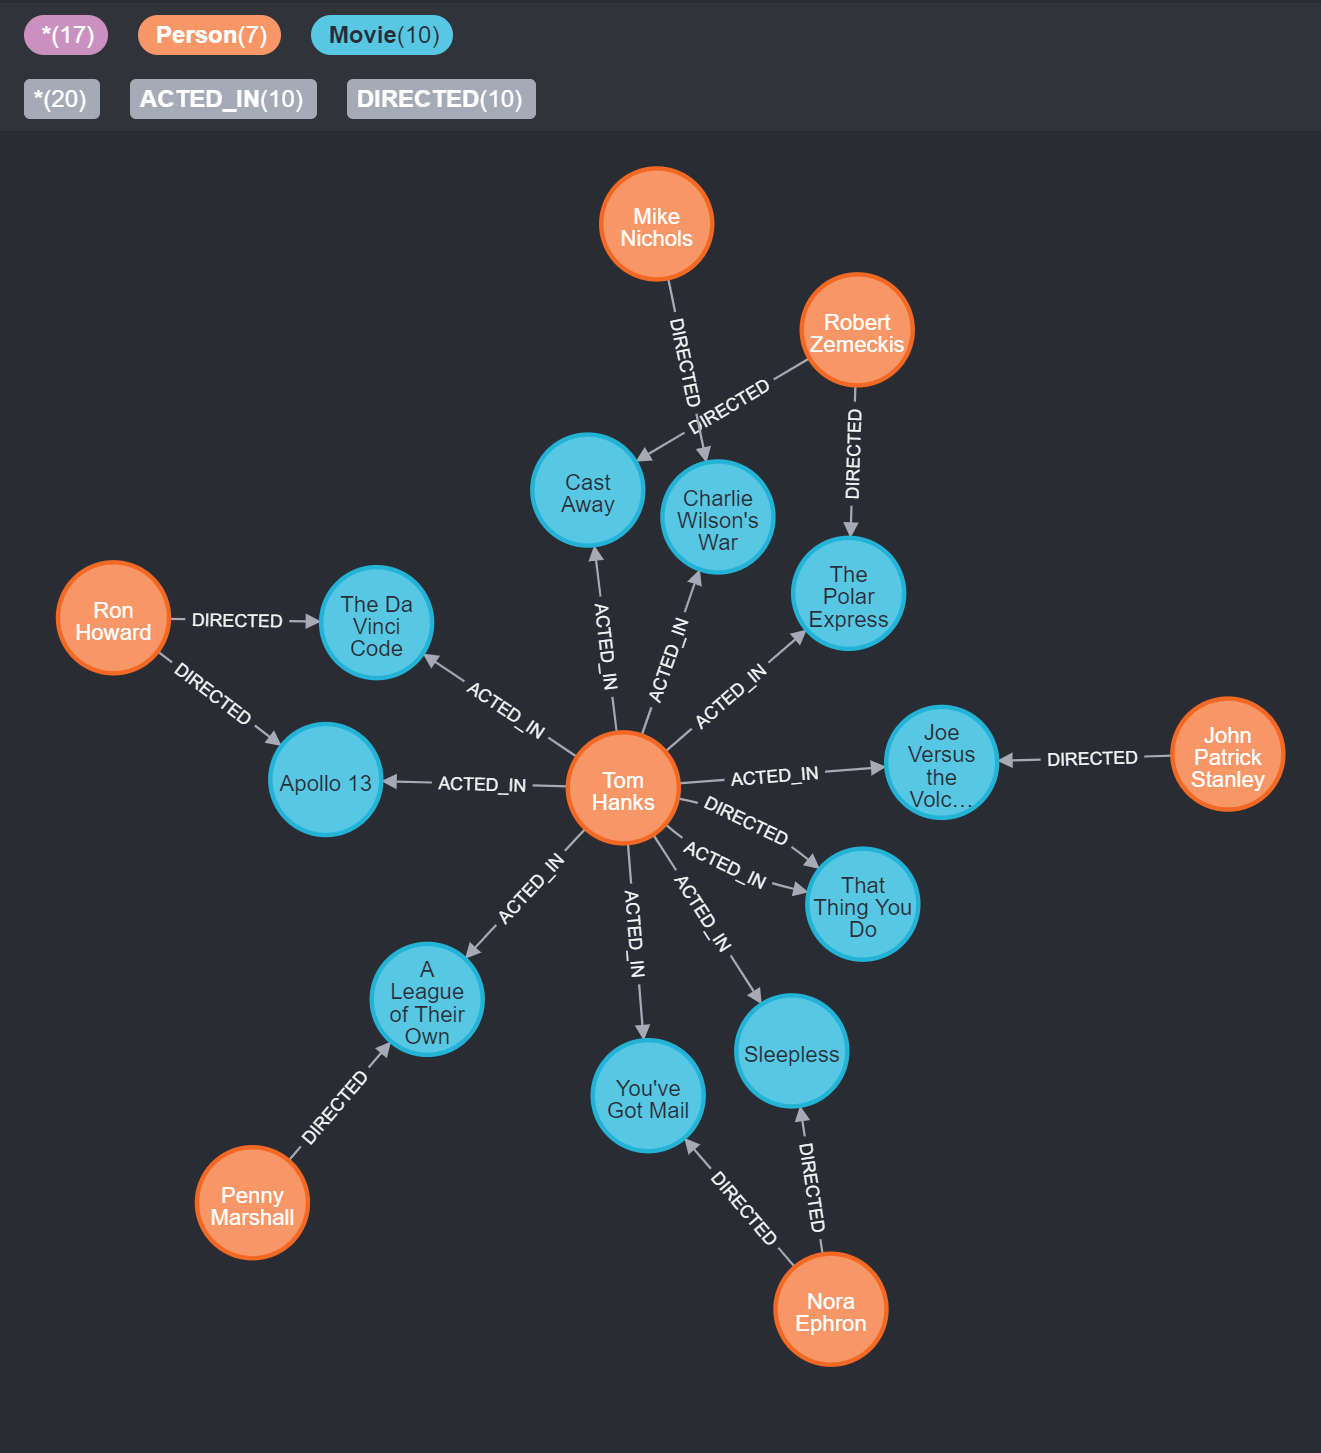 *(17) Person(7) Movie(10)
*(20) ACTED_IN(10) DIRECTED(10)
Mike
Nichols
Robert
Zemeckis
DIRECTED
DIRECTED
DIRECTED
Cast
Away
Charlie
Wilson's
War
The
Polar
Express
Ron
Howard
DIRECTED
The Da
Vinci
Code
ACTED_IN
ACTED_IN
ACTED_IN
ACTED_IN
DIRECTED
Apollo 13
ACTED_IN
Tom
Hanks
ACTED_IN
Joe
Versus
the
Volc...
DIRECTED
John
Patrick
Stanley
DIRECTED
ACTED_IN
That
Thing You
Do
ACTED_IN
ACTED_IN
ACTED_IN
A
League
of Their
Own
Sleepless
You've
Got Mail
DIRECTED
Penny
Marshall
DIRECTED
DIRECTED
Nora
Ephron